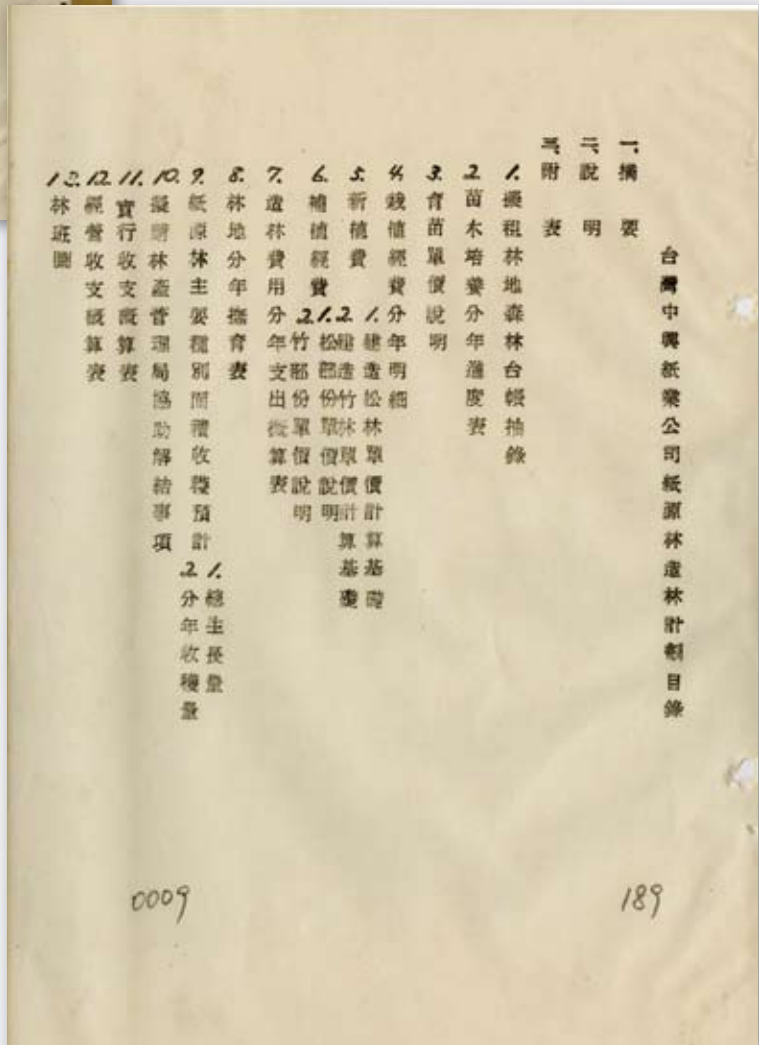 台灣中興紙業公司紙源林造林計劃目錄
一、摘要
二、說明
三、附表
1. 擬租林地森林台帳抽錄
2. 苗木培養分年進度表
3. 育苗單價說明
4. 栽植經費分年明細
5. 新植費
1. 建造松林單價計算基礎
2. 建造竹林單價計算基礎
6. 補植經費
1. 松部份單價說明
2. 竹部份單價說明
7. 造林費用分年支出概算表
8. 林地分年撫育表
9. 紙源林主要種別面積收穫預計
1. 總生長量
2. 分年收穫量
10. 擬請林產管理局協助解結事項
11. 實行收支概算表
12. 經營收支概算表
13. 林班圖
0009
189